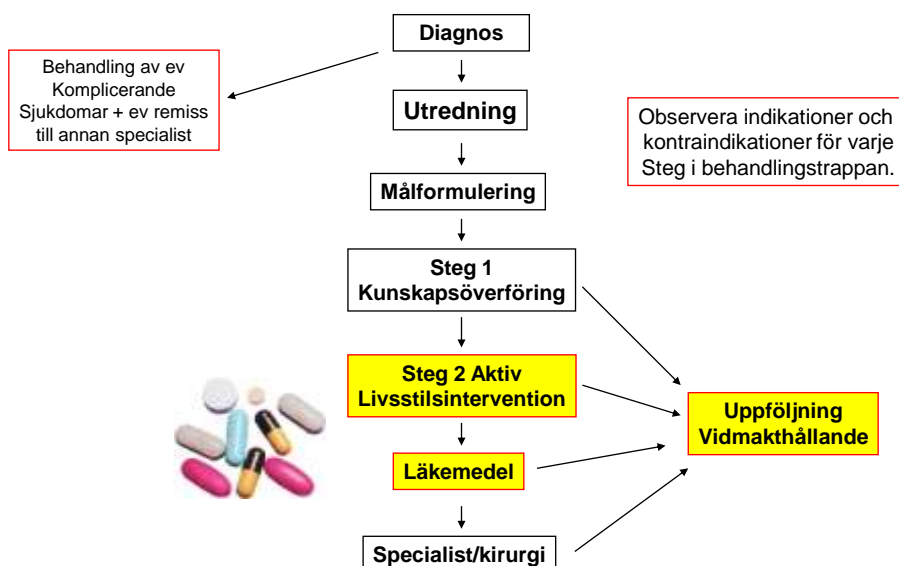 Diagnos
Behandling av ev
Komplicerande
Sjukdomar + ev remiss
till annan specialist
Utredning
Observera indikationer och
kontraindikationer för varje
Steg i behandlingstrappan.
Målformulering
Steg 1
Kunskapsöverföring
Steg 2 Aktiv
Livsstilsintervention
Uppföljning
Vidmakthållande
Läkemedel
Specialist/kirurgi